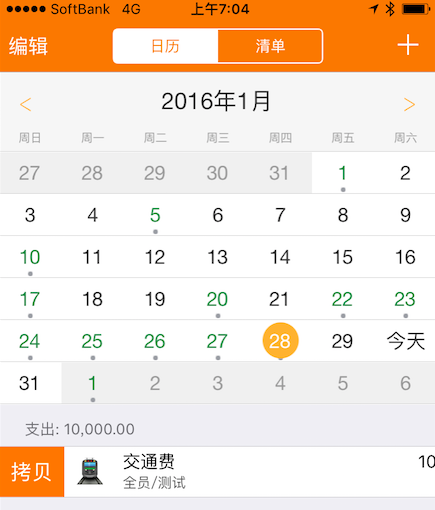 SoftBank 4G 上午7:04
编辑 日历 清单
< 2016年1月 >
周日 周一 周二 周三 周四 周五 周六
27 28 29 30 31 1 2
3 4 5 6 7 8 9
10 11 12 13 14 15 16
17 18 19 20 21 22 23
24 25 26 27 28 29 今天
31 1 2 3 4 5 6
支出: 10,000.00
拷贝 交通费 10
全员/测试